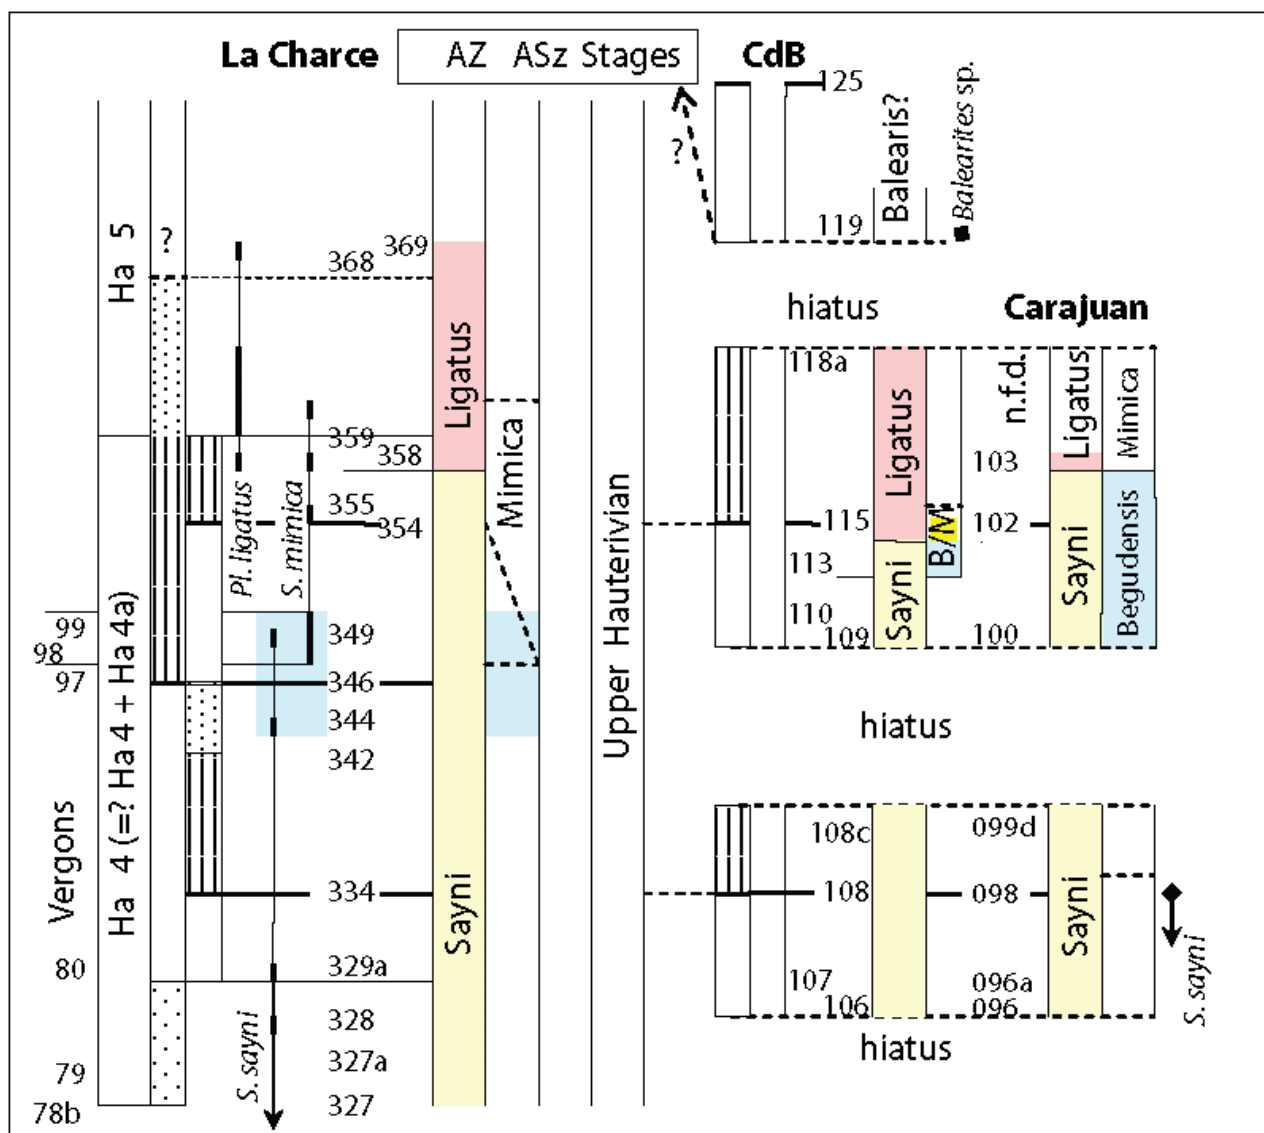 La Charce
AZ ASz Stages
CdB
125
Balearis?
Balearites sp.
?
119
Ha 5
?
369
368
Ligatus
hiatus
Carajuan
118a
Ligatus
n.f.d.
Ligatus
Mimica
359
358
355
354
Pl. ligatus
S. mimica
Mimica
Upper Hauterivian
103
115
B/M
102
113
Sayni
Sayni
Begudensis
110
109
100
99
98
97
349
346
344
342
hiatus
Vergons
Ha 4 (=? Ha 4 + Ha 4a)
Sayni
108c
099d
334
108
098
Sayni
S. sayni
80
329a
107
096a
106
096
328
hiatus
79
327a
S. sayni
78b
327